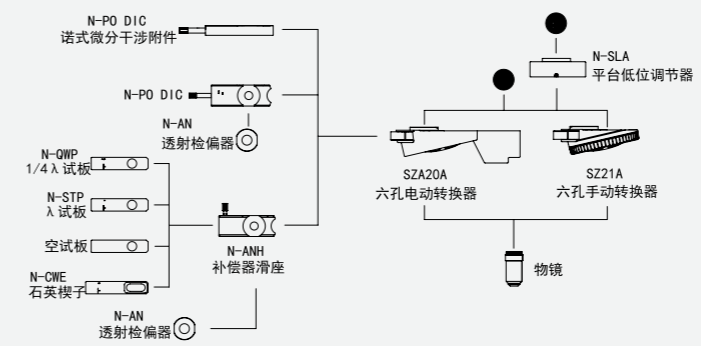 N-PO DIC
诺式微分干涉附件
N-SLA
平台低位调节器
N-PO DIC
N-AN
透射检偏器
N-QWP
1/4λ试板
SZA20A
六孔电动转换器
SZ21A
六孔手动转换器
N-STP
λ试板
空试板
N-ANH
补偿器滑座
物镜
N-CWE
石英楔子
N-AN
透射检偏器